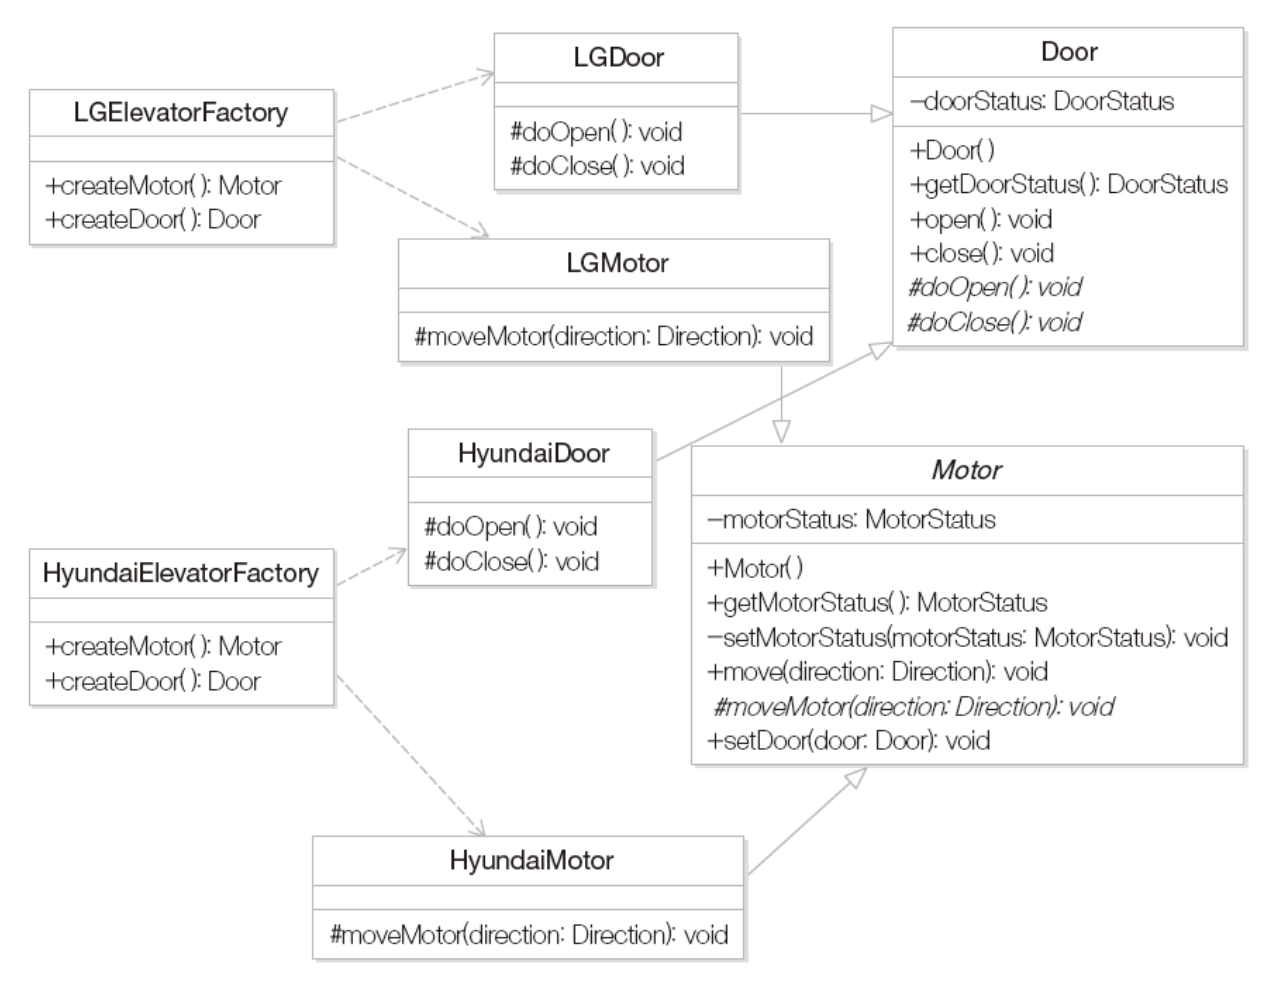 LGElevatorFactory
+createMotor(): Motor
+createDoor(): Door
LGDoor
#doOpen(): void
#doClose(): void
Door
–doorStatus: DoorStatus
+Door()
+getDoorStatus(): DoorStatus
+open(): void
+close(): void
#doOpen(): void
#doClose(): void
LGMotor
#moveMotor(direction: Direction): void
HyundaiDoor
#doOpen(): void
#doClose(): void
Motor
–motorStatus: MotorStatus
+Motor()
+getMotorStatus(): MotorStatus
–setMotorStatus(motorStatus: MotorStatus): void
+move(direction: Direction): void
#moveMotor(direction: Direction): void
+setDoor(door: Door): void
HyundaiElevatorFactory
+createMotor(): Motor
+createDoor(): Door
HyundaiMotor
#moveMotor(direction: Direction): void